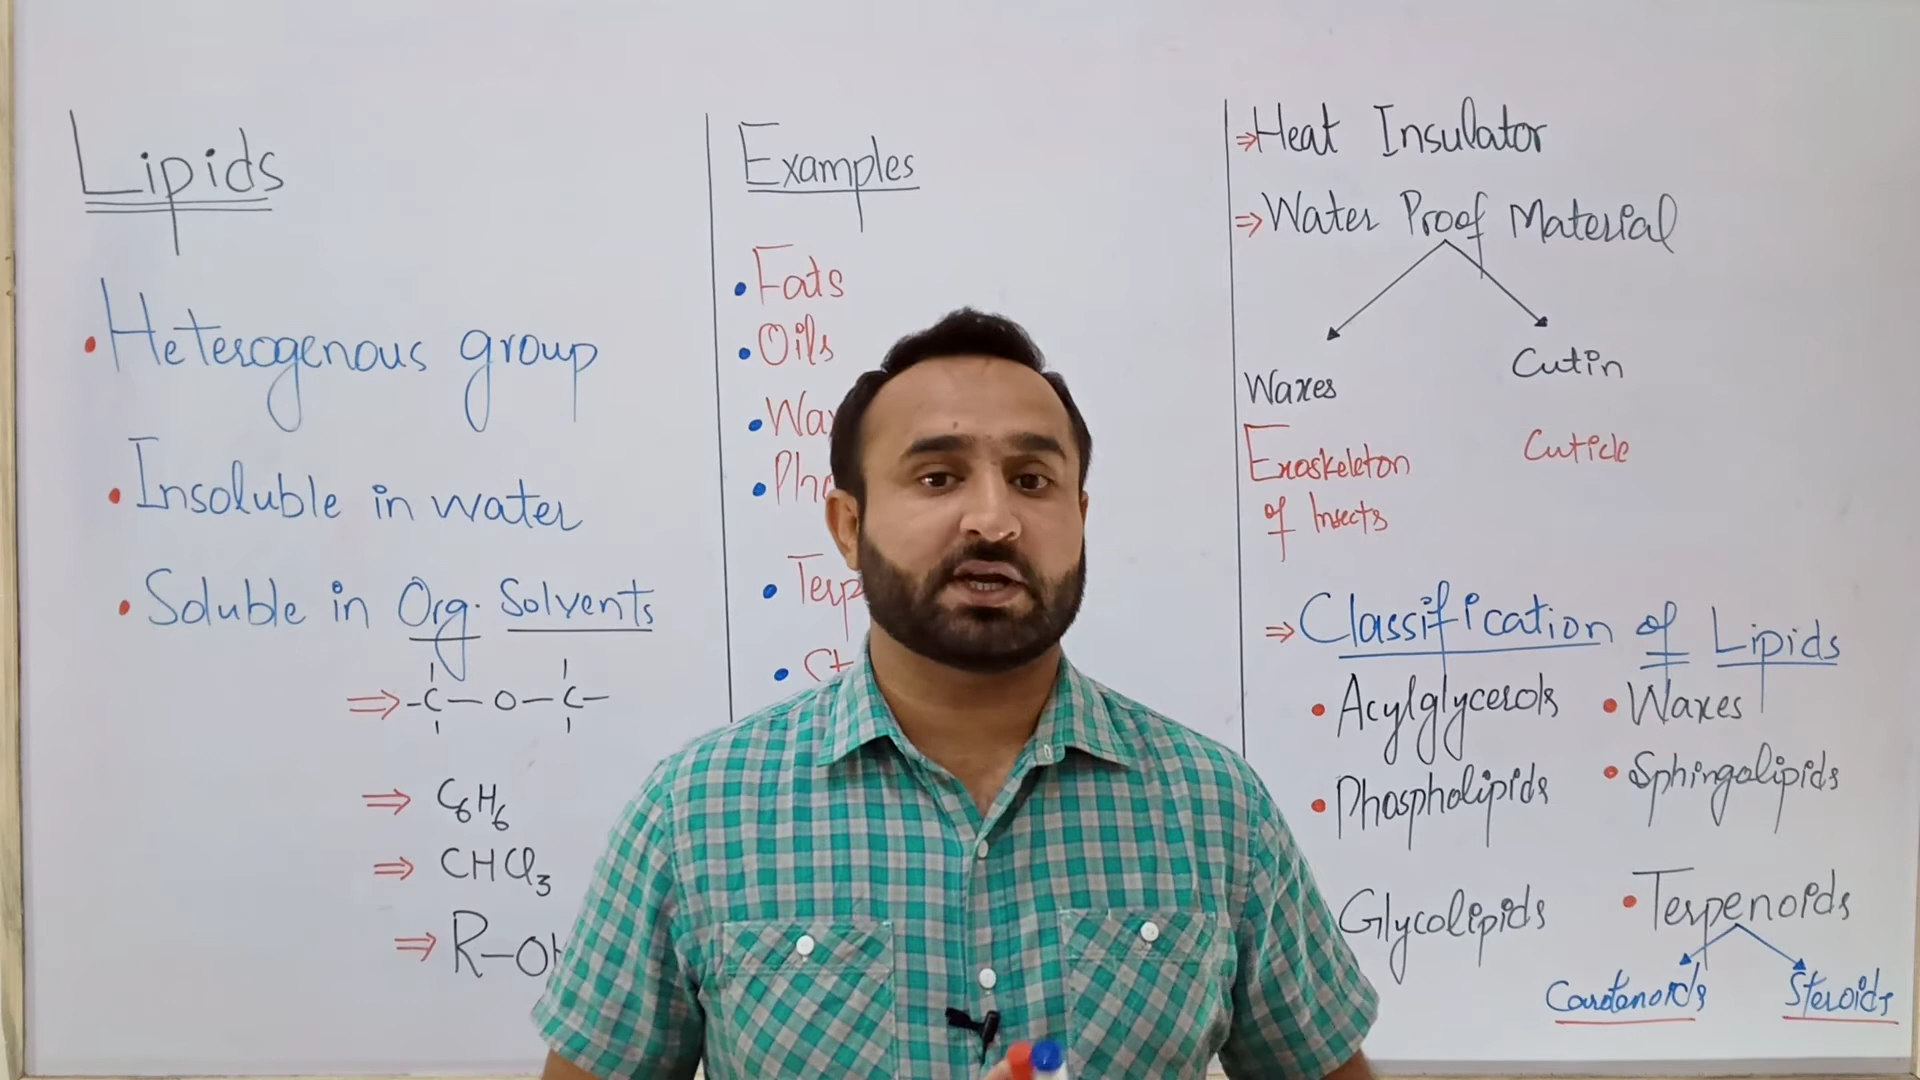 Lipids
• Heterogenous group
• Insoluble in water
• Soluble in Org. Solvents
⇒ -C-O-C-
⇒ C6H6
⇒ CHCl3
⇒ R-OH
Examples
• Fats
• Oils
•
•
•
•
⇒ Heat Insulator
⇒ Water Proof Material
Waxes
Cutin
Exoskeleton
of Insects
Cuticle
⇒ Classification of Lipids
• Acylglycerols
• Waxes
• Phospholipids
• Sphingolipids
Glycolipids
• Terpenoids
Carotenoids
Steroids